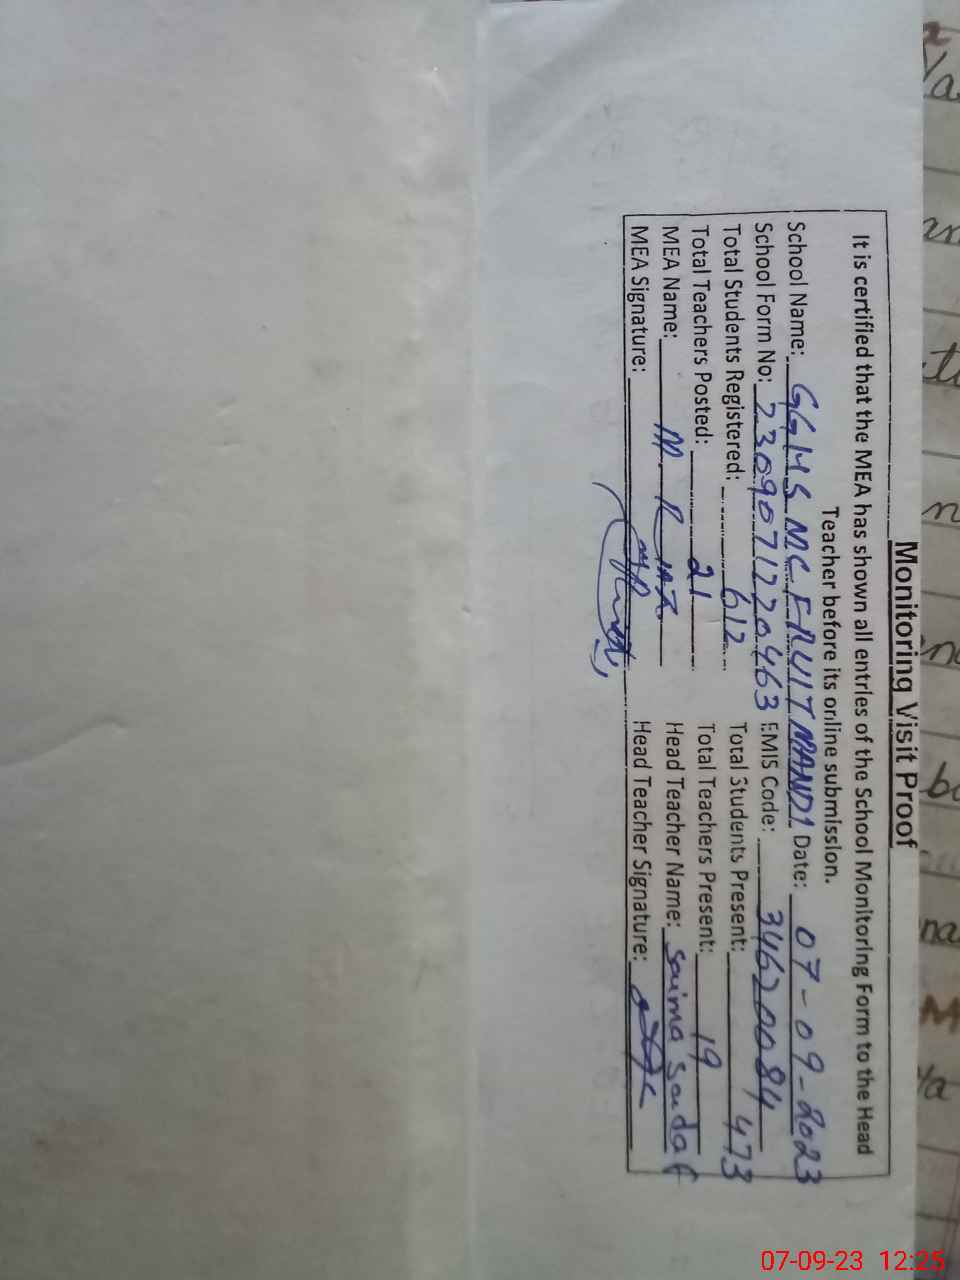 Monitoring Visit Proof
It is certified that the MEA has shown all entries of the School Monitoring Form to the Head
Teacher before its online submission.
School Name: GGHS MC FRUIT MANDI Date: 07-09-2023
School Form No: 2309071220463 EMIS Code: 34620084
Total Students Registered: 612 Total Students Present: 473
Total Teachers Posted: 21 Total Teachers Present: 19
MEA Name: M RIAZ Head Teacher Name: Saima Sadaf
MEA Signature: Head Teacher Signature:
07-09-23 12:25